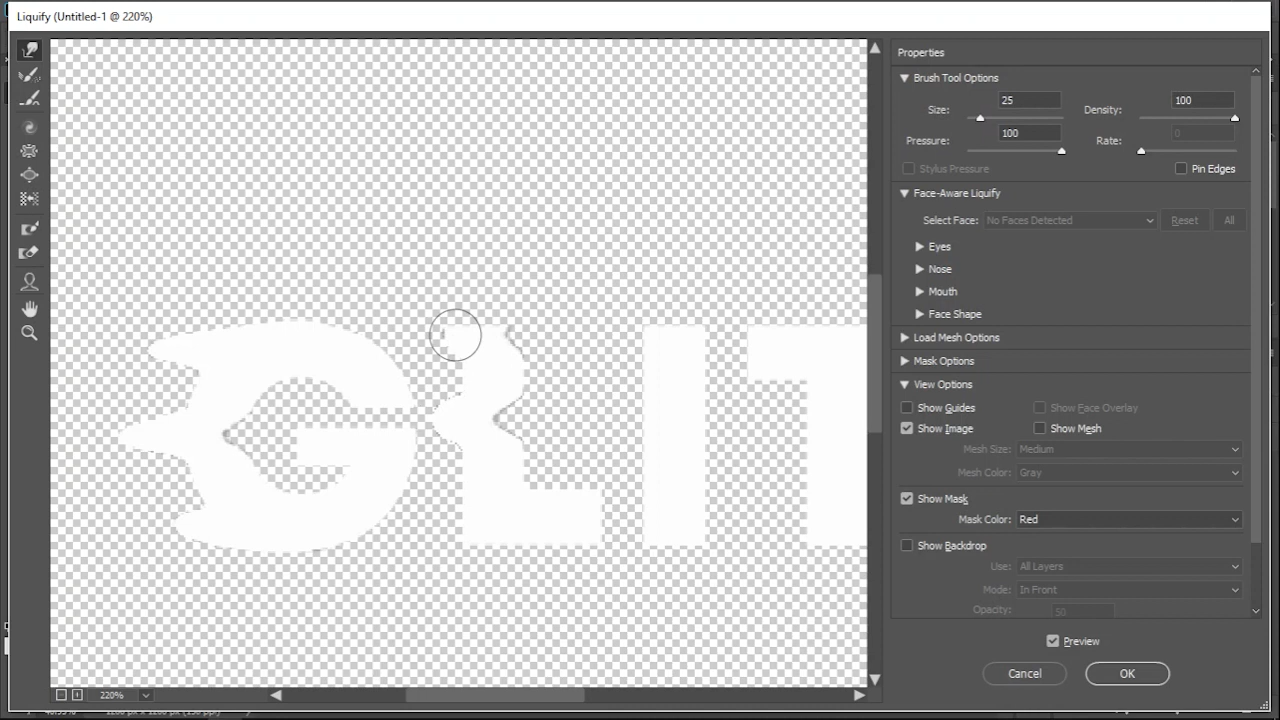 Liquify (Untitled-1 @ 220%)
Properties
Brush Tool Options
Size: 25 Density: 100
Pressure: 100 Rate: 0
Stylus Pressure Pin Edges
Face-Aware Liquify
Select Face: No Faces Detected Reset All
Eyes
Nose
Mouth
Face Shape
Load Mesh Options
Mask Options
View Options
Show Guides Show Face Overlay
Show Image Show Mesh
Mesh Size: Medium
Mesh Color: Gray
Show Mask
Mask Color: Red
Show Backdrop
Use: All Layers
Mode: In Front
Opacity: 50
Preview
Cancel OK
GLIT
220%